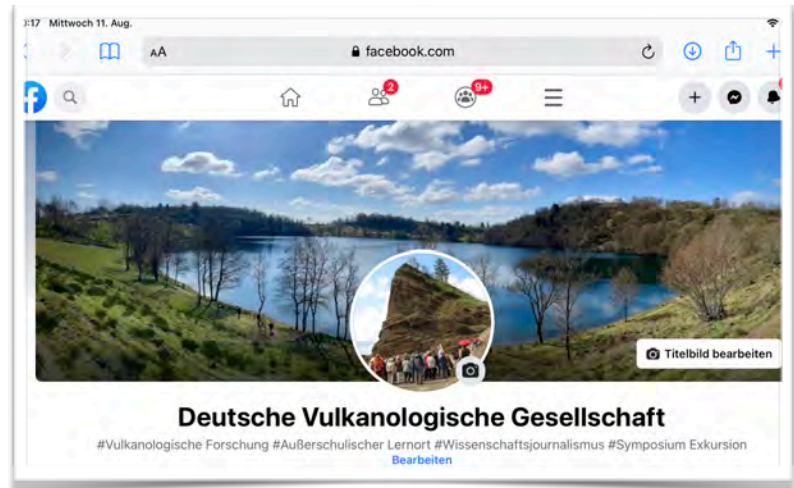 :17 Mittwoch 11. Aug.
AA
facebook.com
2
9+
Titelbild bearbeiten
Deutsche Vulkanologische Gesellschaft
#Vulkanologische Forschung #Außerschulischer Lernort #Wissenschaftsjournalismus #Symposium Exkursion
Bearbeiten